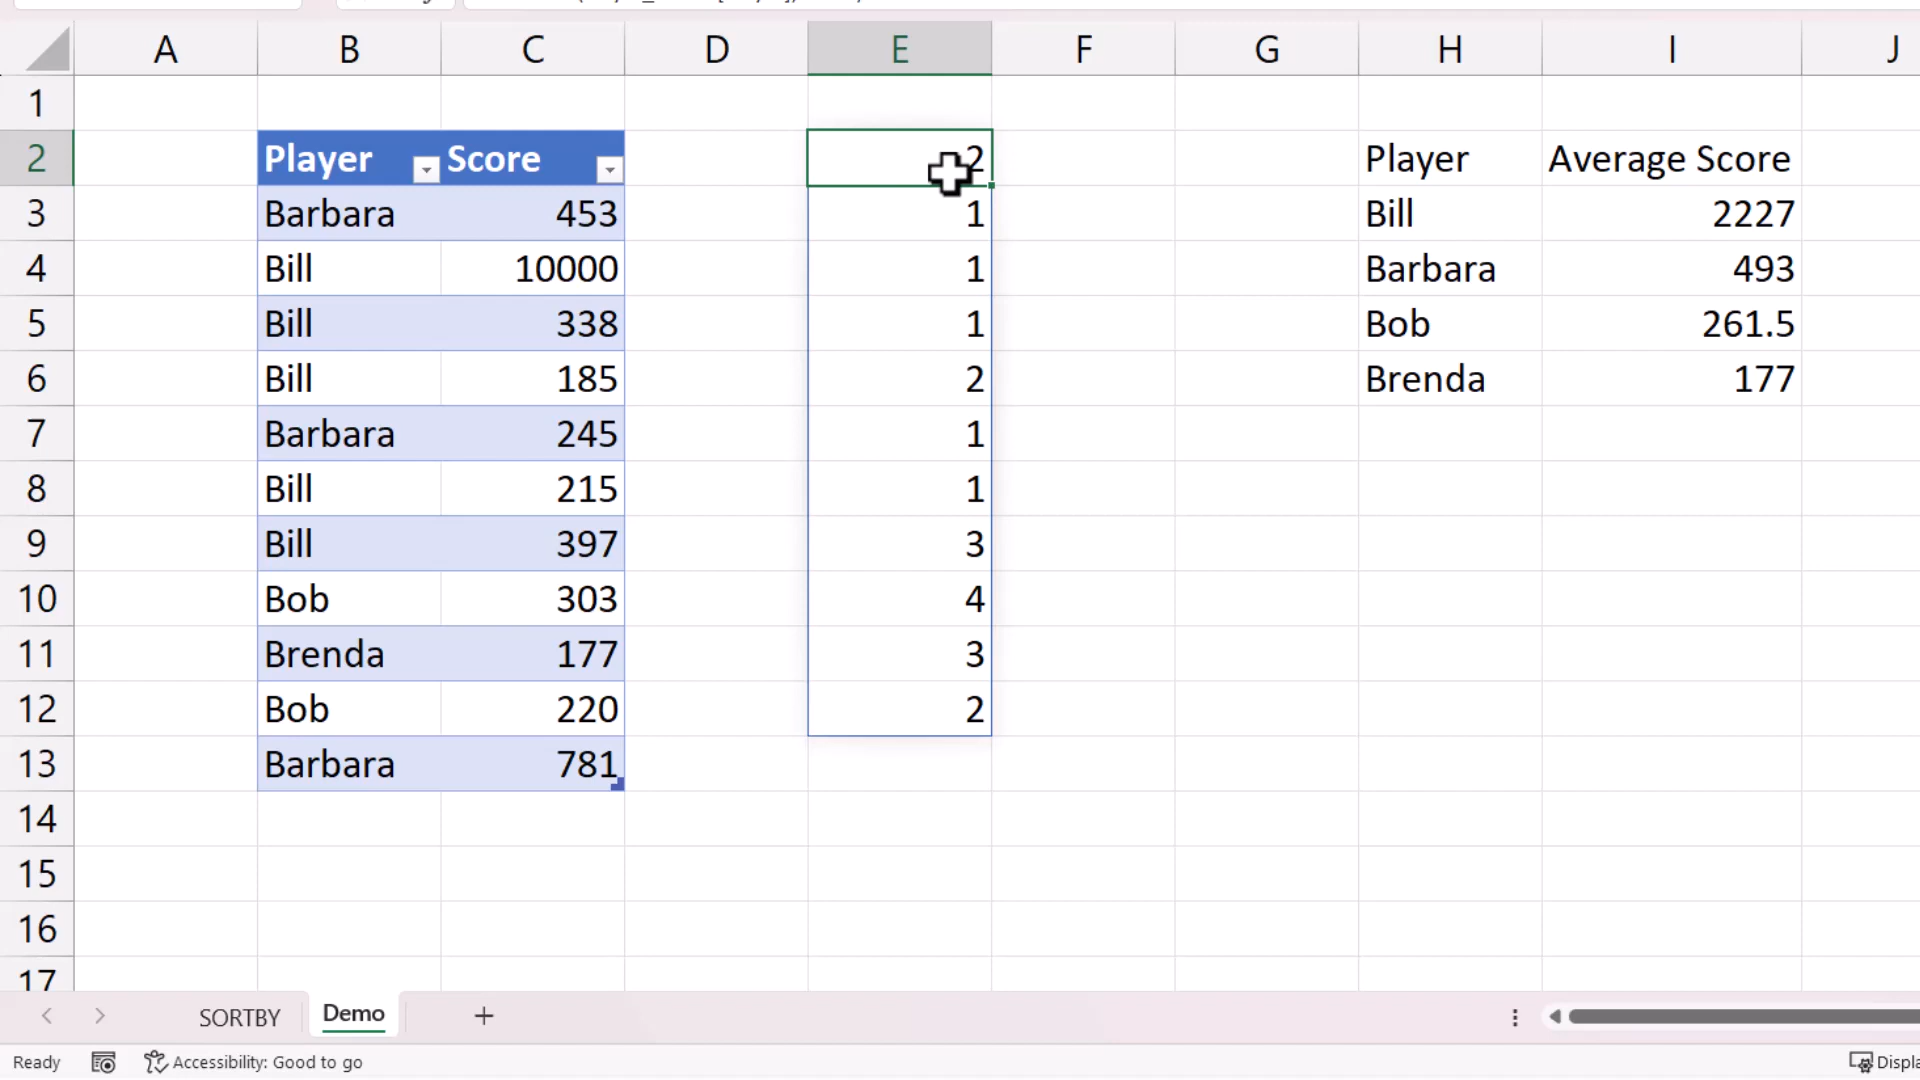 A B C D E F G H I J
1
2 Player Score 2 Player Average Score
3 Barbara 453 1 Bill 2227
4 Bill 10000 1 Barbara 493
5 Bill 338 1 Bob 261.5
6 Bill 185 2 Brenda 177
7 Barbara 245 1
8 Bill 215 1
9 Bill 397 3
10 Bob 303 4
11 Brenda 177 3
12 Bob 220 2
13 Barbara 781
14
15
16
17
SORTBY Demo
Ready Accessibility: Good to go Displa